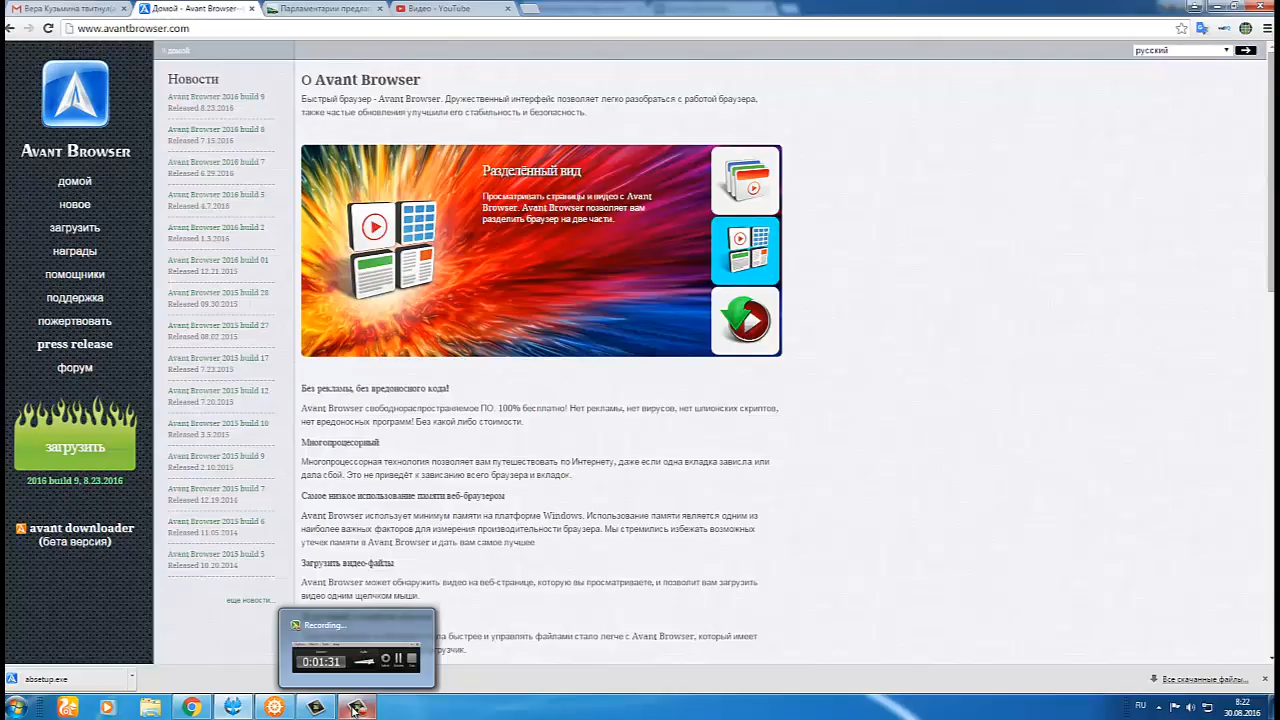 Вера Кузьмина твитнул(а
Домой - Avant Browser
Парламентарии предлаг
Видео - YouTube
www.avantbrowser.com
» домой
русский
AVANT BROWSER
домой
новое
загрузить
награды
помощники
поддержка
пожертвовать
press release
форум
загрузить
2016 build 9, 8.23.2016
avant downloader
(бета версия)
Новости
Avant Browser 2016 build 9
Released 8.23.2016
Avant Browser 2016 build 8
Released 7.15.2016
Avant Browser 2016 build 7
Released 6.29.2016
Avant Browser 2016 build 5
Released 4.7.2016
Avant Browser 2016 build 2
Released 1.3.2016
Avant Browser 2016 build 01
Released 12.21.2015
Avant Browser 2015 build 28
Released 09.30.2015
Avant Browser 2015 build 27
Released 08.02.2015
Avant Browser 2015 build 17
Released 7.23.2015
Avant Browser 2015 build 12
Released 7.20.2015
Avant Browser 2015 build 10
Released 3.5.2015
Avant Browser 2015 build 9
Released 2.10.2015
Avant Browser 2015 build 7
Released 12.19.2014
Avant Browser 2015 build 6
Released 11.05.2014
Avant Browser 2015 build 5
Released 10.20.2014
еще новости...
О Avant Browser
Быстрый браузер - Avant Browser. Дружественный интерфейс позволяет легко разобраться с работой браузера,
также частые обновления улучшили его стабильность и безопасность.
Разделённый вид
Просматривать страницы и видео с Avant
Browser. Avant Browser позволяет вам
разделить браузер на две части.
Без рекламы, без вредоносного кода!
Avant Browser свободнораспространяемое ПО. 100% бесплатно! Нет рекламы, нет вирусов, нет шпионских скриптов,
нет вредоносных программ! Без какой либо стоимости.
Многопроцесорный
Многопроцессорная технология позволяет вам путешествовать по Интернету, даже если одна вкладка зависла или
дала сбой. Это не приведёт к зависанию всего браузера и вкладок.
Самое низкое использование памяти веб-браузером
Avant Browser использует минимум памяти на платформе Windows. Использование памяти является одним из
наиболее важных факторов для измерения производительности браузера. Мы стремились избежать возможных
утечек памяти в Avant Browser и дать вам самое лучшее
Загрузить видео-файлы
Avant Browser может обнаружить видео на веб-странице, которую вы просматриваете, и позволит вам загрузить
видео одним щелчком мыши.
ла быстрее и управлять файлами стало легче с Avant Browser, который имеет
грузчик.
Recording...
0:01:31
absetup.exe
Все скачанные файлы...
RU
8:22
30.08.2016